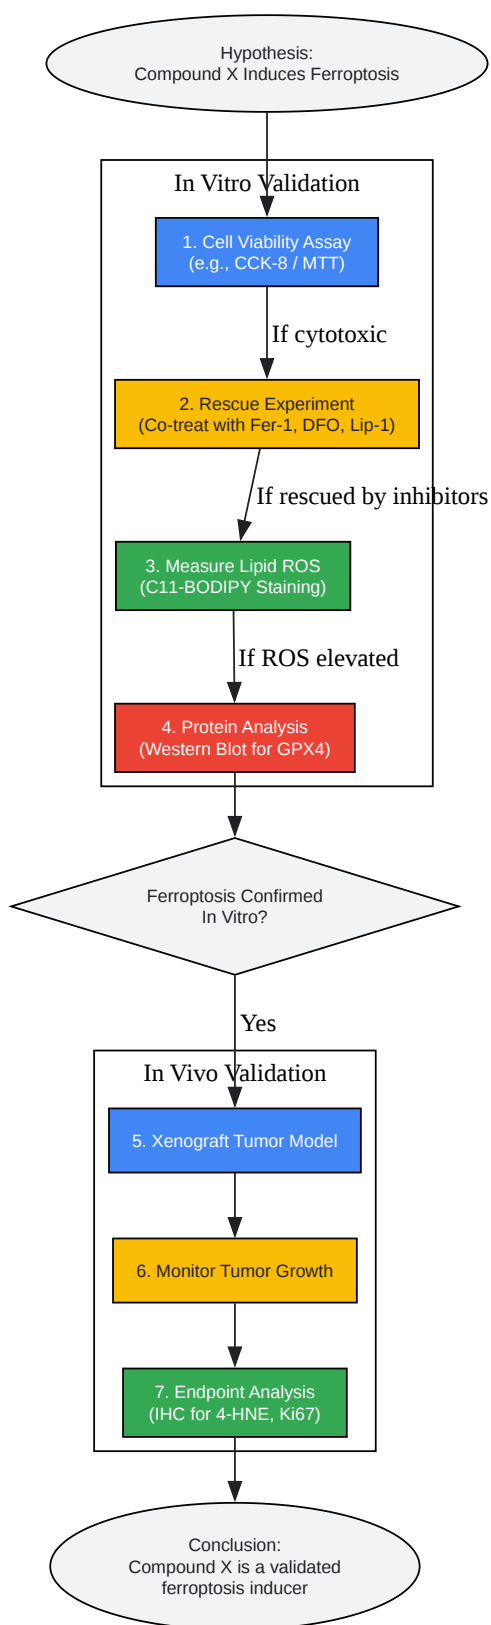 Hypothesis:
Compound X Induces Ferroptosis
In Vitro Validation
1. Cell Viability Assay
(e.g., CCK-8 / MTT)
If cytotoxic
2. Rescue Experiment
(Co-treat with Fer-1, DFO, Lip-1)
If rescued by inhibitors
3. Measure Lipid ROS
(C11-BODIPY Staining)
If ROS elevated
4. Protein Analysis
(Western Blot for GPX4)
Ferroptosis Confirmed
In Vitro?
Yes
In Vivo Validation
5. Xenograft Tumor Model
6. Monitor Tumor Growth
7. Endpoint Analysis
(IHC for 4-HNE, Ki67)
Conclusion:
Compound X is a validated
ferroptosis inducer